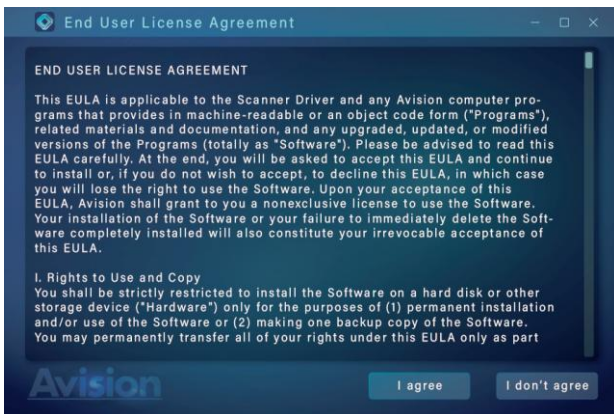 End User License Agreement
END USER LICENSE AGREEMENT
This EULA is applicable to the Scanner Driver and any Avision computer pro-
grams that provides in machine-readable or an object code form ("Programs"),
related materials and documentation, and any upgraded, updated, or modified
versions of the Programs (totally as "Software"). Please be advised to read this
EULA carefully. At the end, you will be asked to accept this EULA and continue
to install or, if you do not wish to accept, to decline this EULA, in which case
you will lose the right to use the Software. Upon your acceptance of this
EULA, Avision shall grant to you a nonexclusive license to use the Software.
Your installation of the Software or your failure to immediately delete the Soft-
ware completely installed will also constitute your irrevocable acceptance of
this EULA.
I. Rights to Use and Copy
You shall be strictly restricted to install the Software on a hard disk or other
storage device ("Hardware") only for the purposes of (1) permanent installation
and/or use of the Software or (2) making one backup copy of the Software.
You may permanently transfer all of your rights under this EULA only as part
Avision
I agree
I don't agree